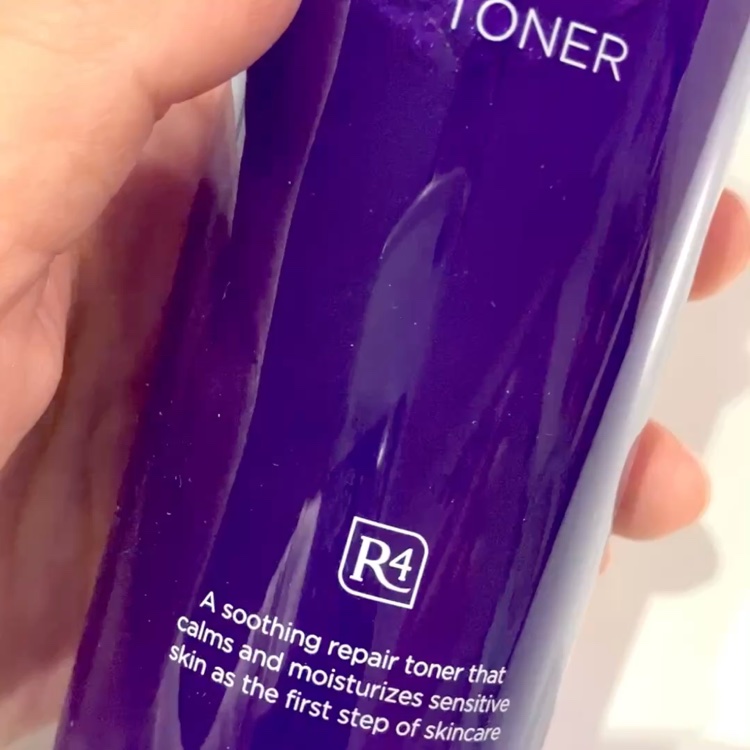 TONER
R4
A soothing repair toner that
calms and moisturizes sensitive
skin as the first step of skincare